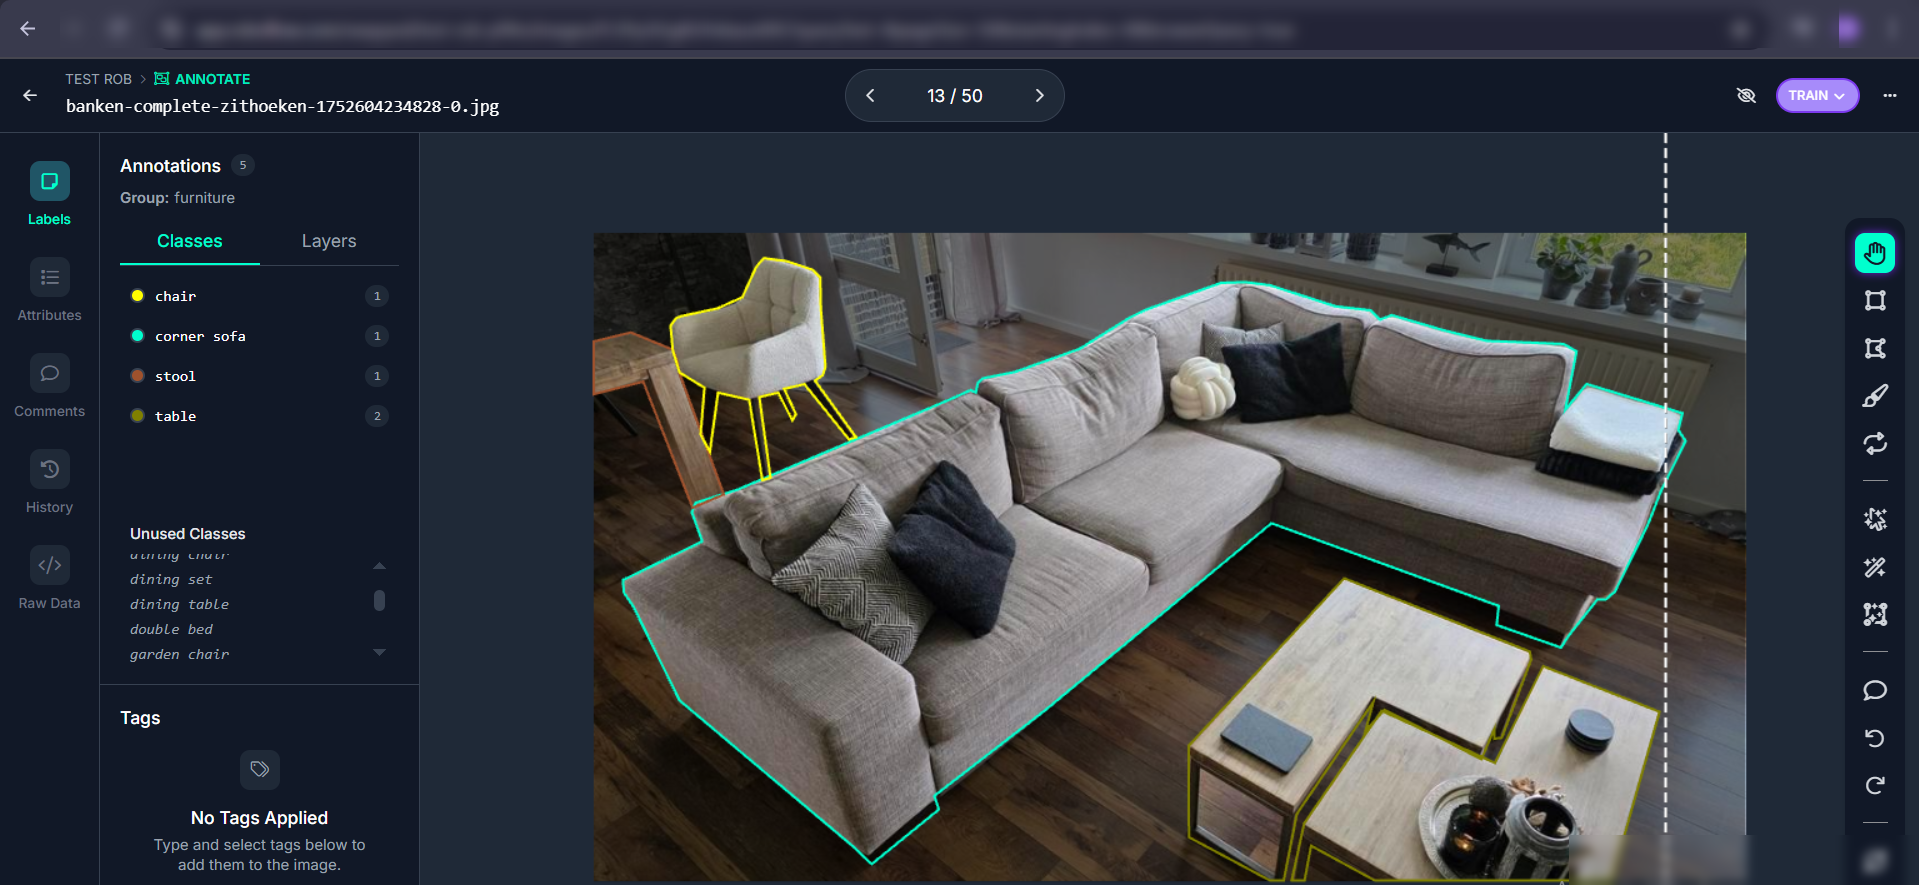 TEST ROB > ANNOTATE
banken-complete-zithoeken-1752604234828-0.jpg
13 / 50
TRAIN
Labels
Attributes
Comments
History
Raw Data
Annotations 5
Group: furniture
Classes Layers
chair 1
corner sofa 1
stool 1
table 2
Unused Classes
dining chair
dining set
dining table
double bed
garden chair
Tags
No Tags Applied
Type and select tags below to
add them to the image.